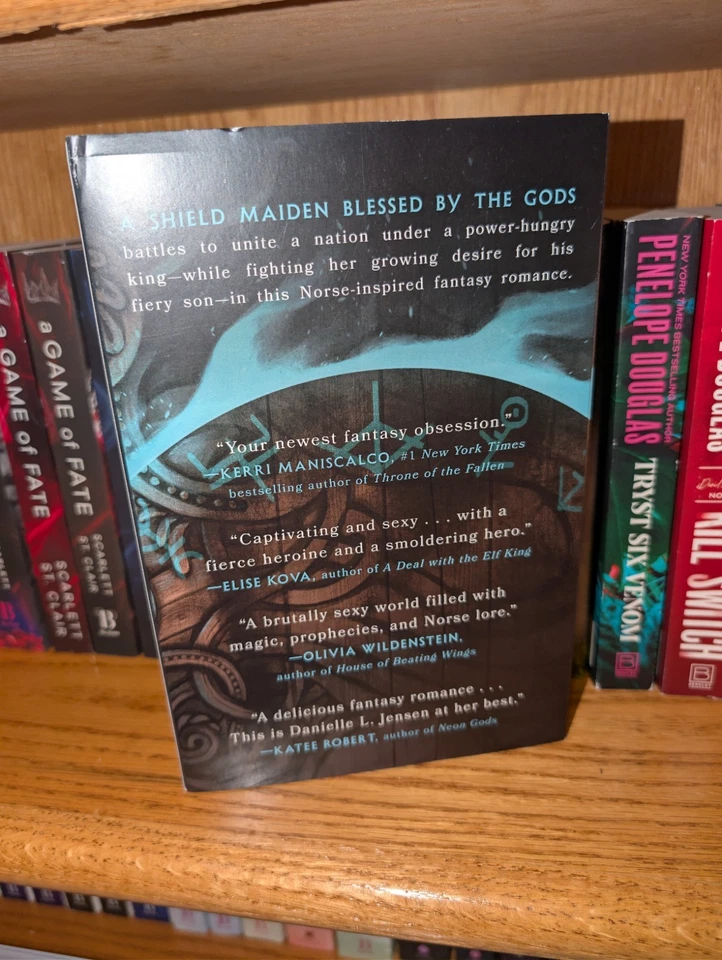 A SHIELD MAIDEN BLESSED BY THE GODS
battles to unite a nation under a power-hungry
king—while fighting her growing desire for his
fiery son—in this Norse-inspired fantasy romance.
“Your newest fantasy obsession.”
—KERRI MANISCALCO, #1 New York Times
bestselling author of Throne of the Fallen
“Captivating and sexy . . . with a
fierce heroine and a smoldering hero.”
—ELISE KOVA, author of A Deal with the Elf King
“A brutally sexy world filled with
magic, prophecies, and Norse lore.”
—OLIVIA WILDENSTEIN,
author of House of Beating Wings
“A delicious fantasy romance . . .
This is Danielle L. Jensen at her best.”
—KATEE ROBERT, author of Neon Gods
a GAME of FATE
SCARLETT
ST. CLAIR
a GAME of FATE
SCARLETT
ST. CLAIR
NEW YORK TIMES BESTSELLING AUTHOR
PENELOPE DOUGLAS
TRYST SIX VENOM
DOUGLAS
KILL SWITCH